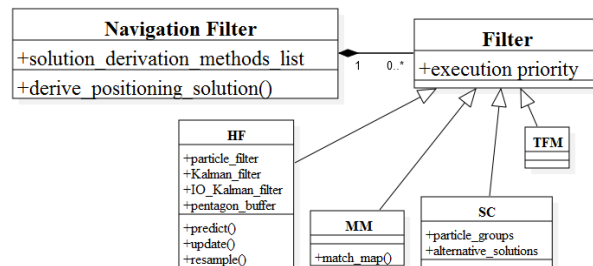 Navigation Filter
+solution_derivation_methods_list
+derive_positioning_solution()
1
0..*
Filter
+execution priority
HF
+particle_filter
+Kalman_filter
+IO_Kalman_filter
+pentagon_buffer
+predict()
+update()
+resample()
MM
+match_map()
SC
+particle_groups
+alternative_solutions
TFM